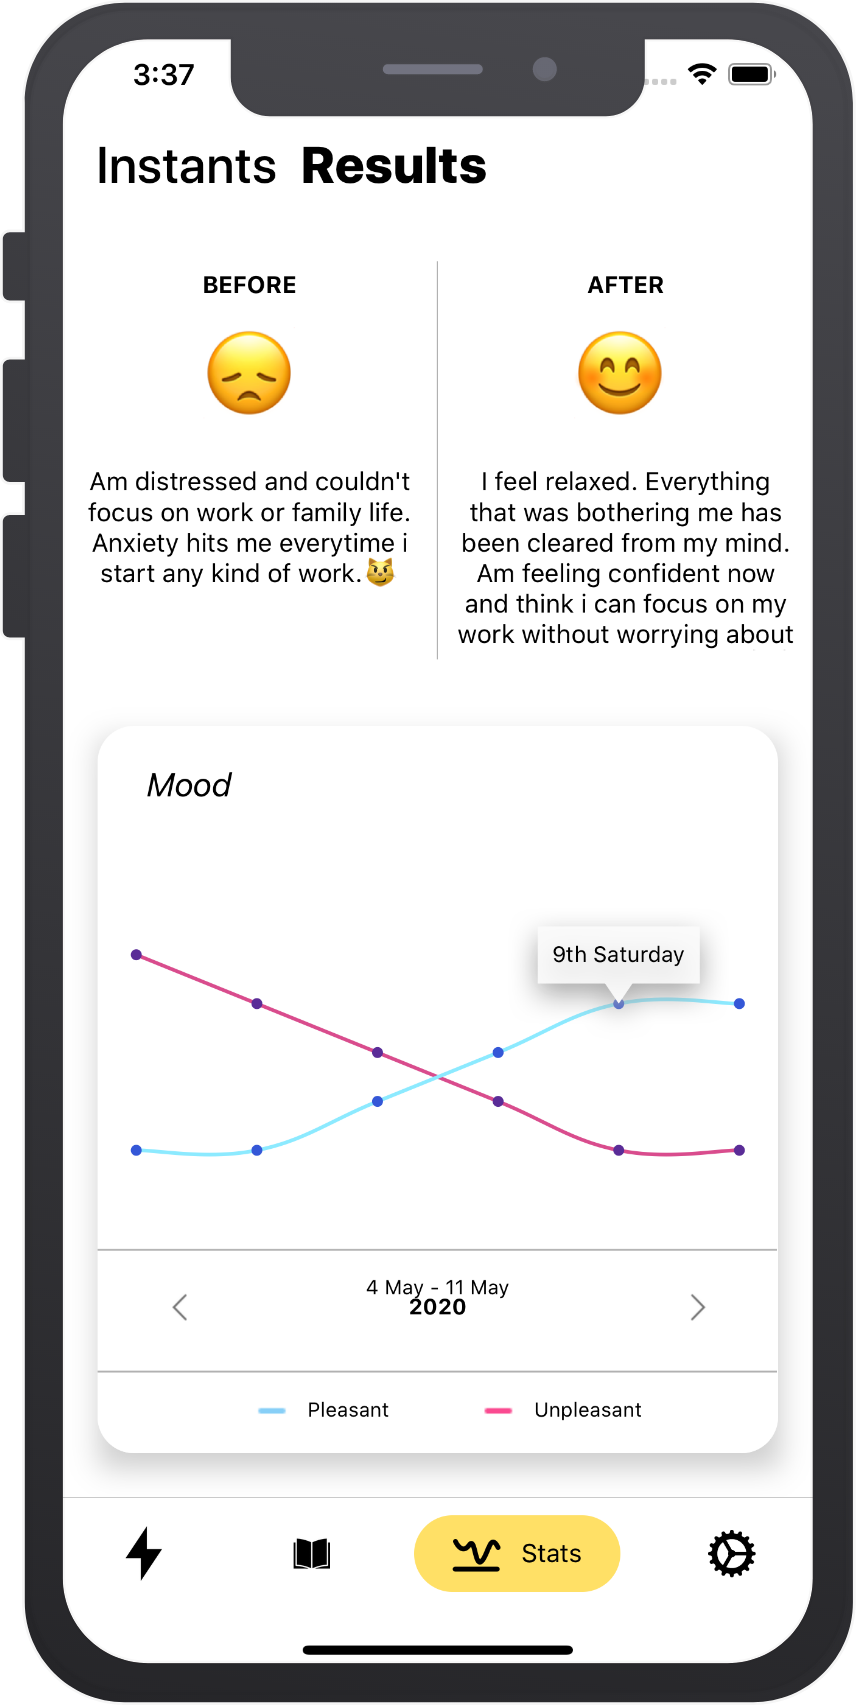 3:37
Instants Results
BEFORE
Am distressed and couldn't
focus on work or family life.
Anxiety hits me everytime i
start any kind of work.😼
AFTER
I feel relaxed. Everything
that was bothering me has
been cleared from my mind.
Am feeling confident now
and think i can focus on my
work without worrying about
Mood
9th Saturday
4 May - 11 May
2020
Pleasant
Unpleasant
Stats